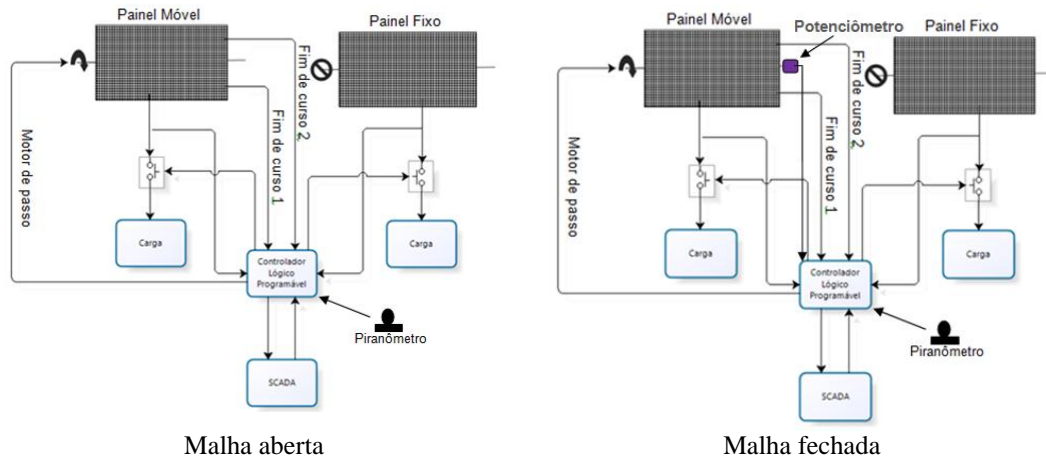 Painel Móvel
Painel Fixo
Motor de passo
Fim de curso 1
Fim de curso 2
Carga
Carga
Controlador
Lógico
Programável
Piranômetro
SCADA
Malha aberta
Painel Móvel
Potenciômetro
Painel Fixo
Motor de passo
Fim de curso 1
Fim de curso 2
Carga
Carga
Controlador
Lógico
Programável
Piranômetro
SCADA
Malha fechada